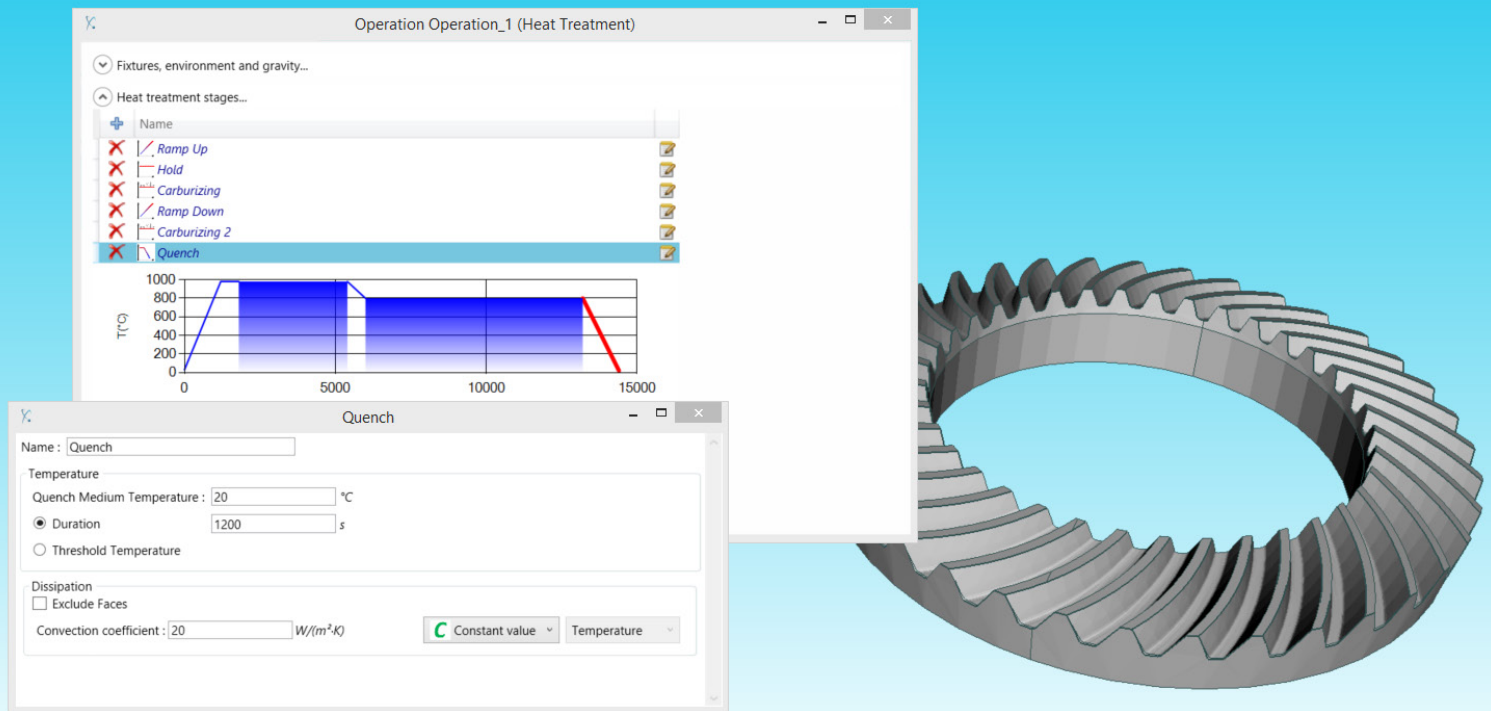 Operation Operation_1 (Heat Treatment)
Fixtures, environment and gravity...
Heat treatment stages...
Name
Ramp Up
Hold
Carburizing
Ramp Down
Carburizing 2
Quench
1000
800
600
400
200
0
T(°C)
0 5000 10000 15000
Quench
Name : Quench
Temperature
Quench Medium Temperature : 20 °C
Duration 1200 s
Threshold Temperature
Dissipation
Exclude Faces
Convection coefficient : 20 W/(m²·K) C Constant value Temperature